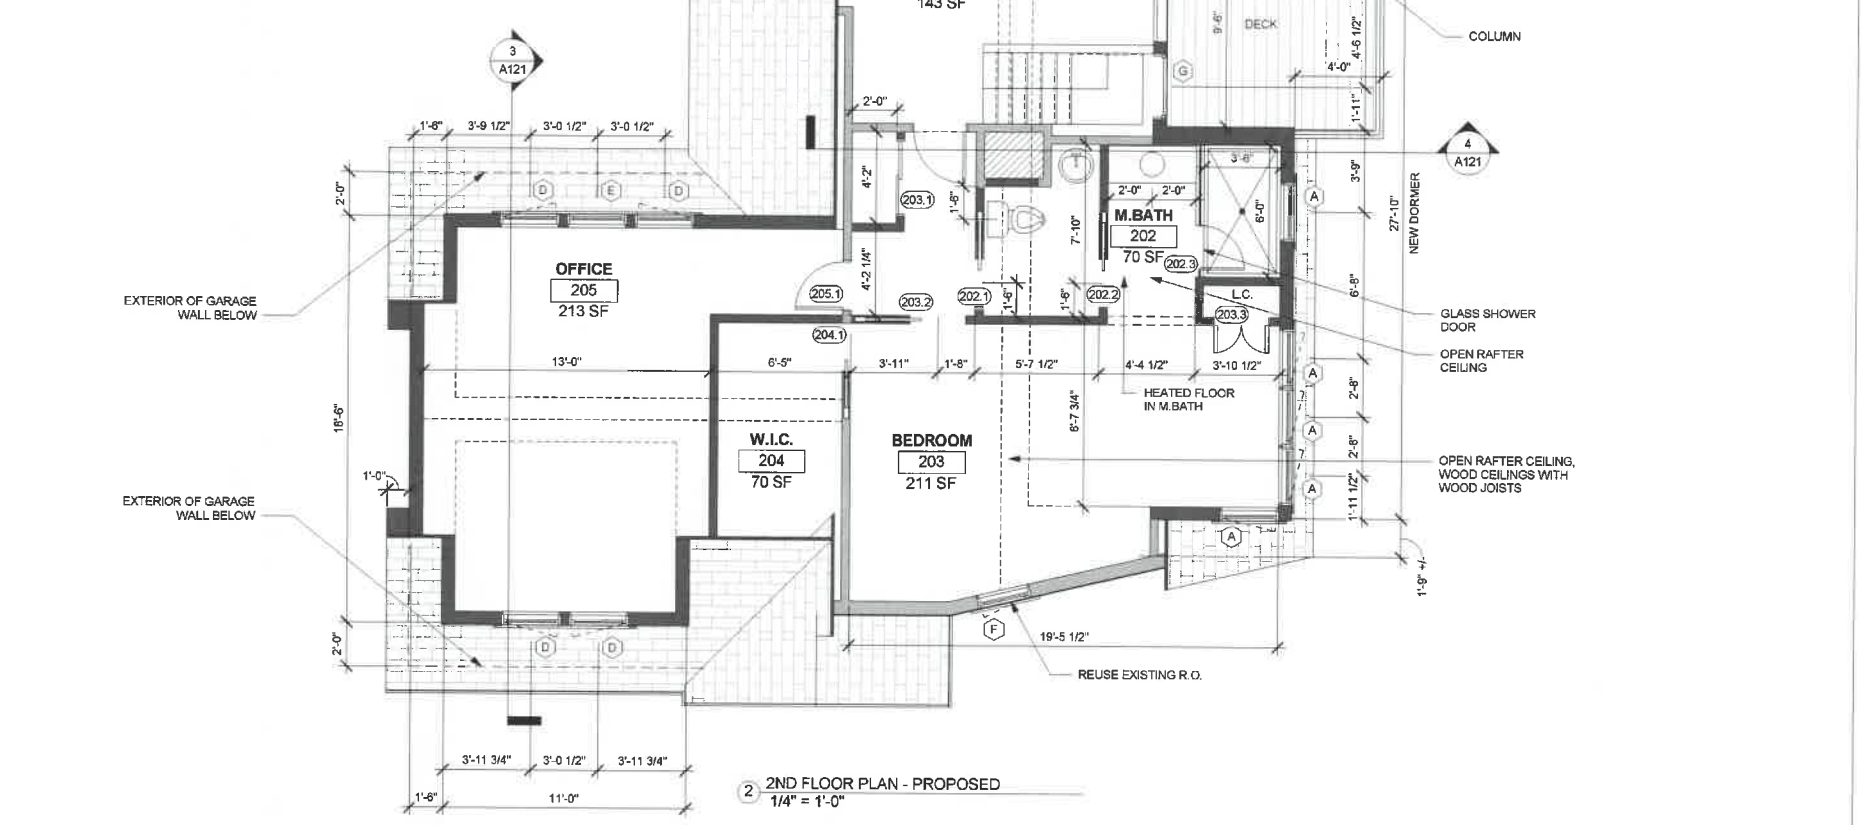 143 SF
DECK
9'-6"
4'-6 1/2"
COLUMN
3
A121
G
4'-0"
1'-11"
2'-0"
1'-6"
3'-9 1/2"
3'-0 1/2"
3'-0 1/2"
4
A121
2'-0"
D
E
D
4'-2"
203.1
1'-6"
3'-6"
2'-0"
2'-0"
6'-0"
A
3'-9"
27'-10"
NEW DORMER
M.BATH
202
70 SF
7'-10"
202.3
OFFICE
205
213 SF
4'-2 1/4"
205.1
203.2
202.1
1'-6"
1'-6"
202.2
L.C.
203.3
6'-8"
EXTERIOR OF GARAGE
WALL BELOW
GLASS SHOWER
DOOR
204.1
OPEN RAFTER
CEILING
13'-0"
6'-5"
3'-11"
1'-8"
5'-7 1/2"
4'-4 1/2"
3'-10 1/2"
A
2'-8"
HEATED FLOOR
IN M.BATH
16'-6"
6'-7 3/4"
A
2'-8"
W.I.C.
204
70 SF
BEDROOM
203
211 SF
OPEN RAFTER CEILING,
WOOD CEILINGS WITH
WOOD JOISTS
1'-0"
A
1'-11 1/2"
EXTERIOR OF GARAGE
WALL BELOW
A
1'-9" +/-
F
19'-5 1/2"
2'-0"
D
D
REUSE EXISTING R.O.
3'-11 3/4"
3'-0 1/2"
3'-11 3/4"
1'-6"
11'-0"
2
2ND FLOOR PLAN - PROPOSED
1/4" = 1'-0"